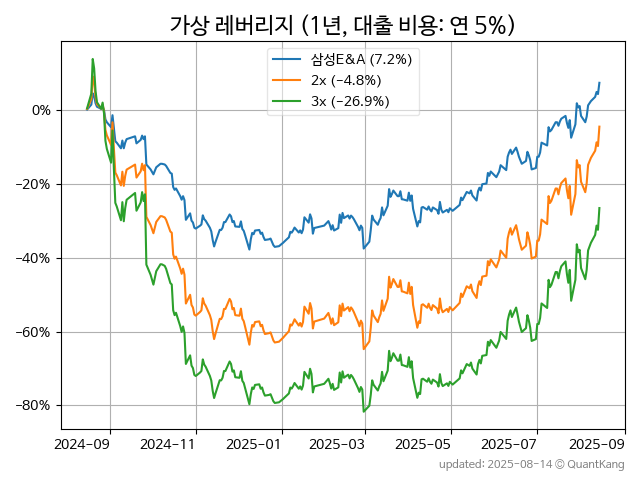 가상 레버리지 (1년, 대출 비용: 연 5%)
삼성E&A (7.2%)
2x (−4.8%)
3x (−26.9%)
0%
−20%
−40%
−60%
−80%
2024−09 2024−11 2025−01 2025−03 2025−05 2025−07 2025−09
updated: 2025-08-14 © QuantKang